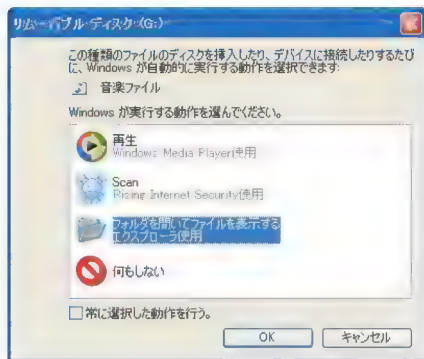 リムーバブル ディスク (G:)
この種類のファイルのディスクを挿入したり、デバイスに接続したりするたび
に、Windows が自動的に実行する動作を選択できます:
音楽ファイル
Windows が実行する動作を選んでください。
再生
Windows Media Player使用
Scan
Rising Internet Security使用
フォルダを開いてファイルを表示する
エクスプローラ使用
何もしない
常に選択した動作を行う。
OK
キャンセル